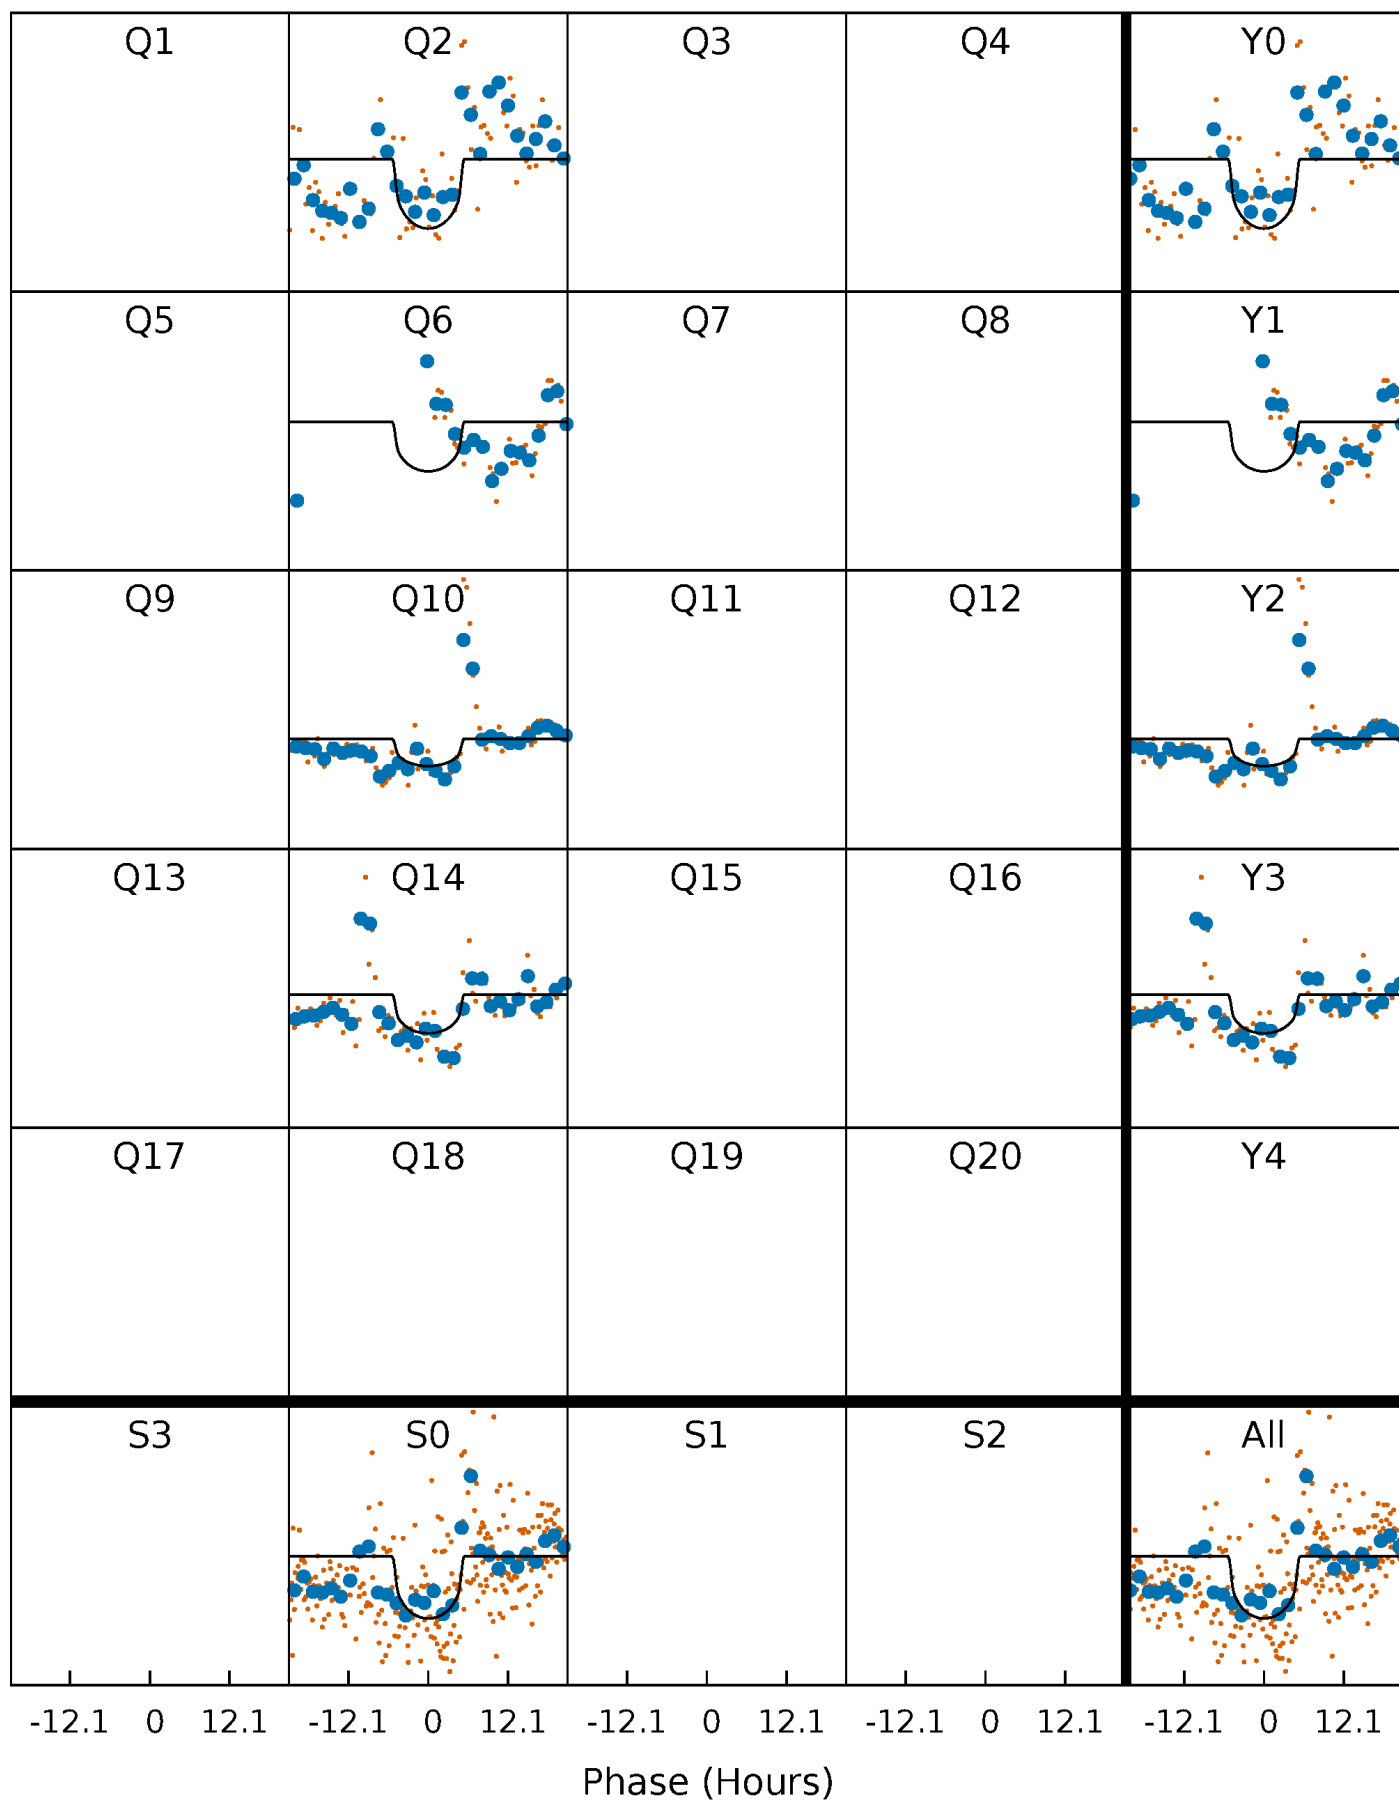 Q1 Q2 Q3 Q4 Y0
Q5 Q6 Q7 Q8 Y1
Q9 Q10 Q11 Q12 Y2
Q13 Q14 Q15 Q16 Y3
Q17 Q18 Q19 Q20 Y4
S3 S0 S1 S2 All
-12.1 0 12.1 -12.1 0 12.1 -12.1 0 12.1 -12.1 0 12.1 -12.1 0 12.1
Phase (Hours)